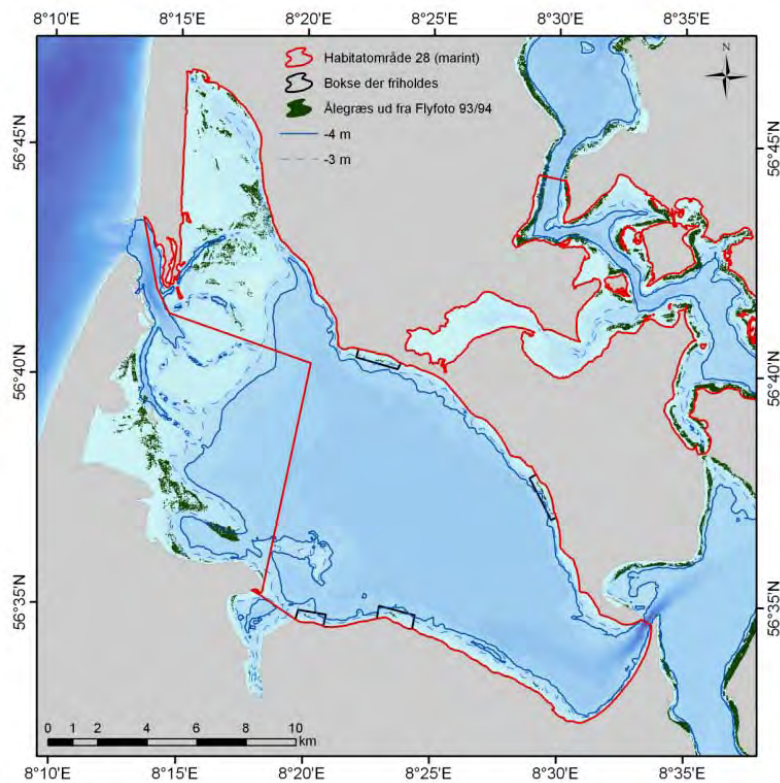 8°10'E 8°15'E 8°20'E 8°25'E 8°30'E 8°35'E
N
Habitatområde 28 (marint)
Bokse der friholdes
Ålegræs ud fra Flyfoto 93/94
-4 m
-3 m
56°45'N 56°45'N
56°40'N 56°40'N
56°35'N 56°35'N
0 1 2 4 6 8 10
km
8°10'E 8°15'E 8°20'E 8°25'E 8°30'E 8°35'E